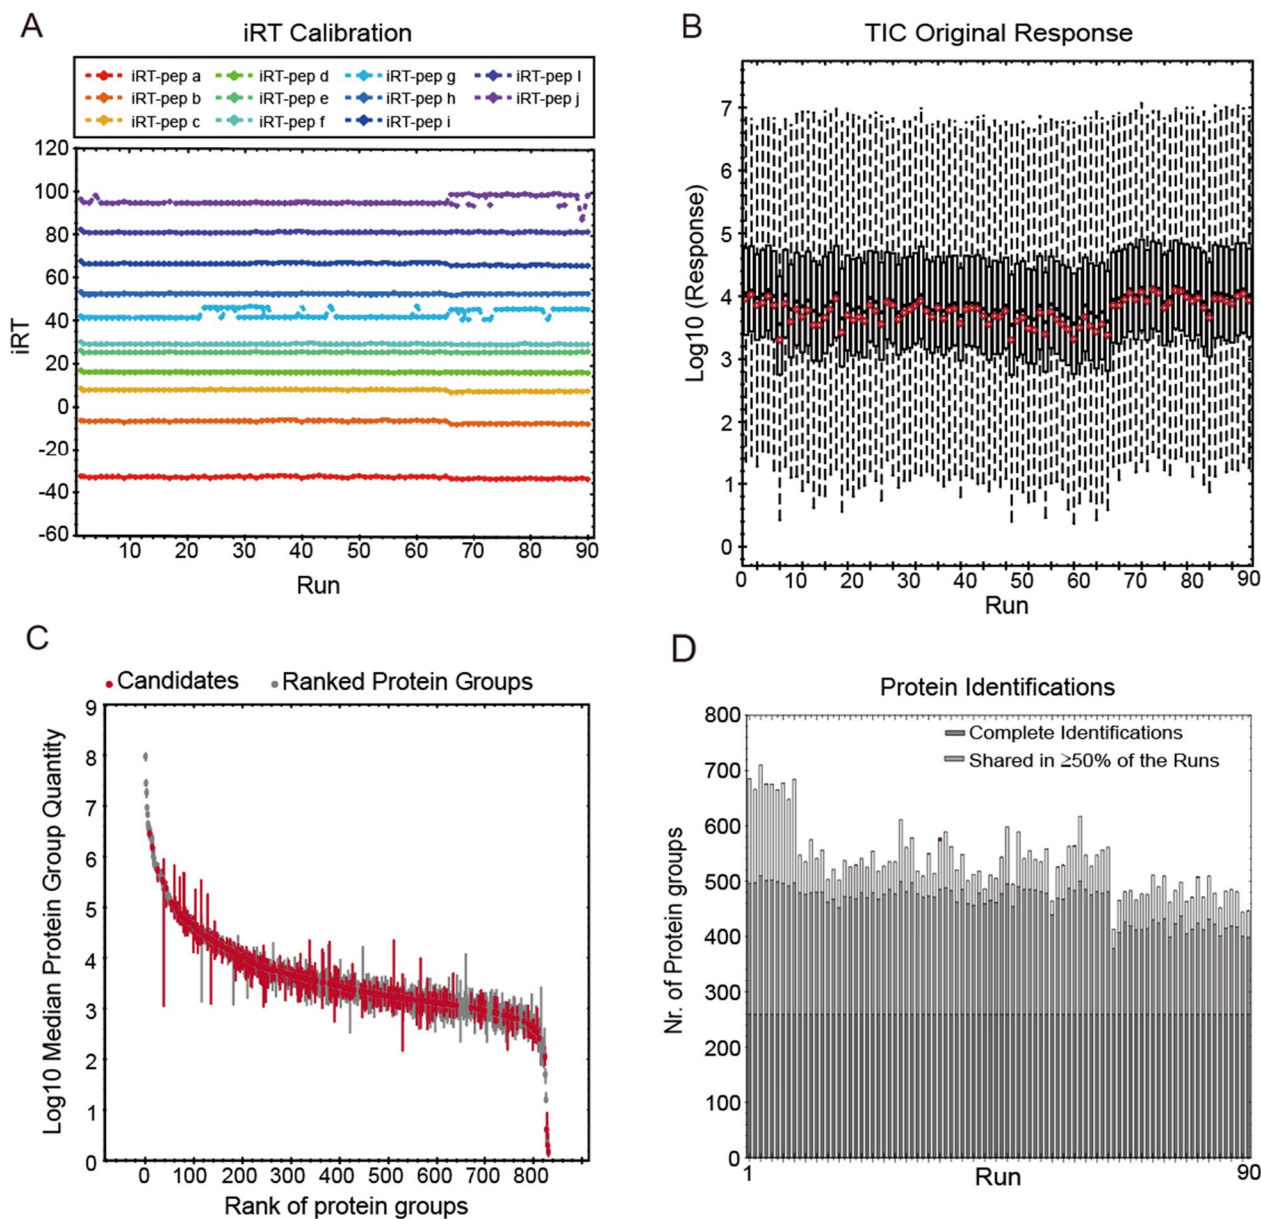 A
iRT Calibration
iRT-pep a
iRT-pep d
iRT-pep g
iRT-pep l
iRT-pep b
iRT-pep e
iRT-pep h
iRT-pep j
iRT-pep c
iRT-pep f
iRT-pep i
120
100
80
60
40
20
0
-20
-40
-60
iRT
10 20 30 40 50 60 70 80 90
Run
B
TIC Original Response
7
6
5
4
3
2
1
0
Log10 (Response)
0 10 20 30 40 50 60 70 80 90
Run
C
Candidates
Ranked Protein Groups
9
8
7
6
5
4
3
2
1
0
Log10 Median Protein Group Quantity
0 100 200 300 400 500 600 700 800
Rank of protein groups
D
Protein Identifications
Complete Identifications
Shared in ≥50% of the Runs
800
700
600
500
400
300
200
100
0
Nr. of Protein groups
1 90
Run